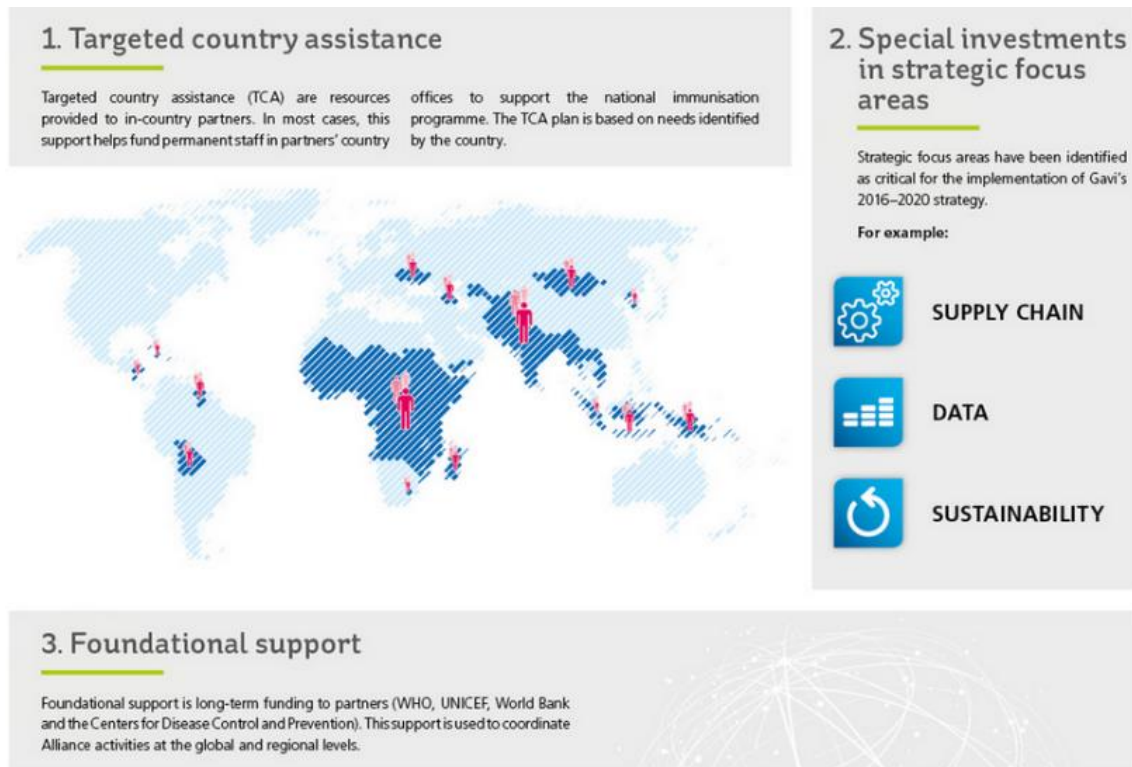 1. Targeted country assistance
Targeted country assistance (TCA) are resources
provided to in-country partners. In most cases, this
support helps fund permanent staff in partners' country
offices to support the national immunisation
programme. The TCA plan is based on needs identified
by the country.
2. Special investments
in strategic focus
areas
Strategic focus areas have been identified
as critical for the implementation of Gavi's
2016–2020 strategy.
For example:
SUPPLY CHAIN
DATA
SUSTAINABILITY
3. Foundational support
Foundational support is long-term funding to partners (WHO, UNICEF, World Bank
and the Centers for Disease Control and Prevention). This support is used to coordinate
Alliance activities at the global and regional levels.